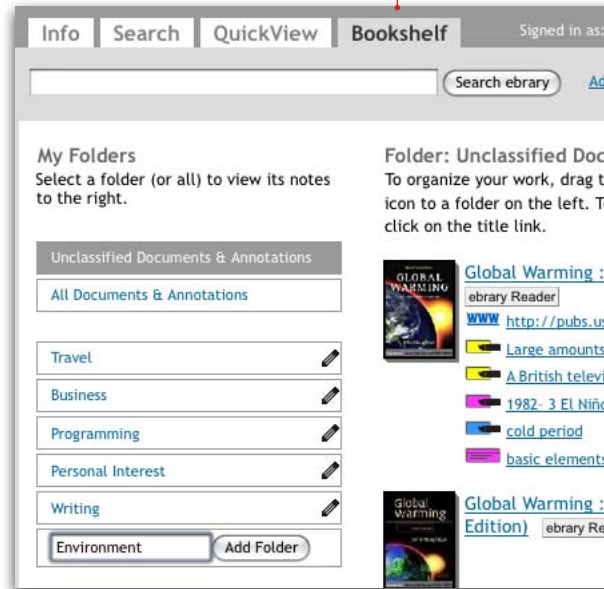 Info Search QuickView Bookshelf Signed in as:
Search ebrary
My Folders
Select a folder (or all) to view its notes
to the right.
Unclassified Documents & Annotations
All Documents & Annotations
Travel
Business
Programming
Personal Interest
Writing
Environment Add Folder
Folder: Unclassified Doc
To organize your work, drag t
icon to a folder on the left. T
click on the title link.
GLOBAL
WARMING
Global Warming :
ebrary Reader
WWW http://pubs.us
Large amounts
A British televi
1982- 3 El Niño
cold period
basic elements
Global
Warming
Global Warming :
Edition) ebrary Re